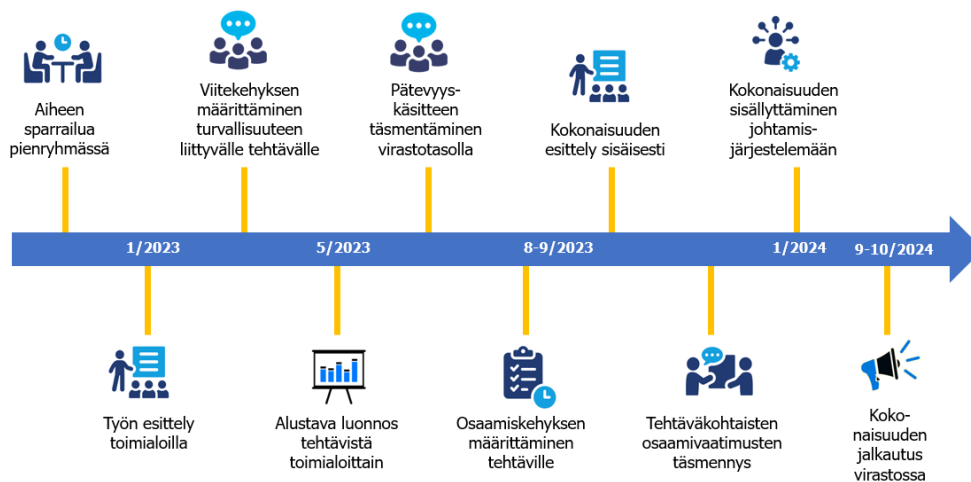 Aiheen
sparrailua
pienryhmässä
Viitekehyksen
määrittäminen
turvallisuuteen
liittyvälle tehtävälle
Pätevyys-
käsitteen
täsmentäminen
virastotasolla
Kokonaisuuden
esittely sisäisesti
Kokonaisuuden
sisällyttäminen
johtamis-
järjestelemään
1/2023
5/2023
8-9/2023
1/2024
9-10/2024
Työn esittely
toimialoilla
Alustava luonnos
tehtävistä
toimialoittain
Osaamiskehyksen
määrittäminen
tehtäville
Tehtäväkohtaisten
osaamivaatimusten
täsmennys
Koko-
naisuuden
jalkautus
virastossa